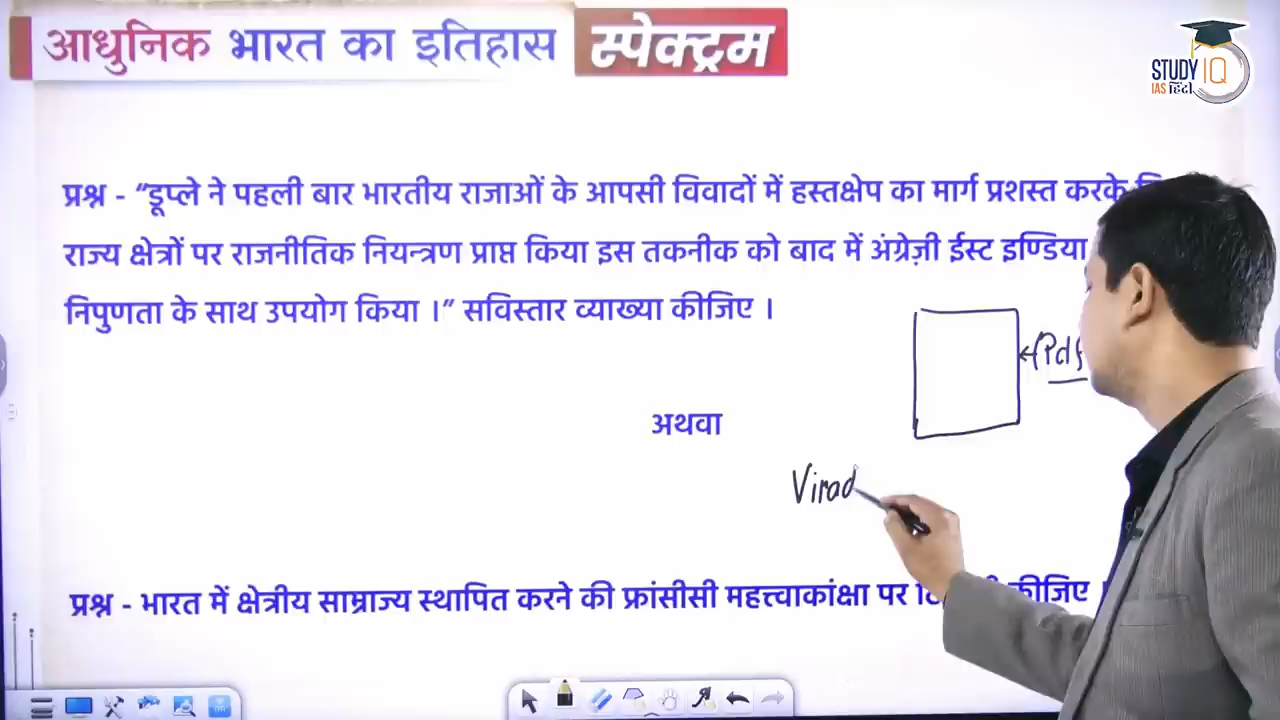 आधुनिक भारत का इतिहास स्पेक्ट्रम
STUDY IQ
IAS हिंदी
प्रश्न - “डूप्ले ने पहली बार भारतीय राजाओं के आपसी विवादों में हस्तक्षेप का मार्ग प्रशस्त करके
राज्य क्षेत्रों पर राजनीतिक नियन्त्रण प्राप्त किया इस तकनीक को बाद में अंग्रेज़ी ईस्ट इण्डिया
निपुणता के साथ उपयोग किया ।” सविस्तार व्याख्या कीजिए ।
Pdf
अथवा
Virad
प्रश्न - भारत में क्षेत्रीय साम्राज्य स्थापित करने की फ्रांसीसी महत्त्वाकांक्षा पर कीजिए ।